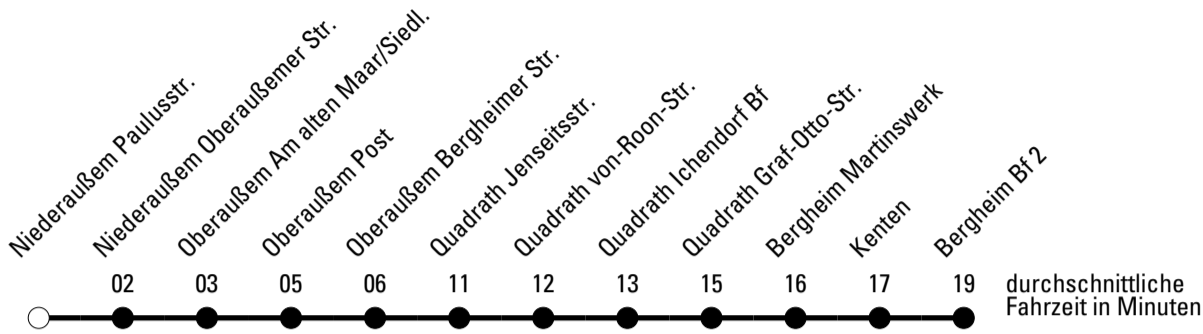 Niederaußem Paulusstr.
Niederaußem Oberaußemer Str.
Oberaußem Am alten Maar/Siedl.
Oberaußem Post
Oberaußem Bergheimer Str.
Quadrath Jenseitsstr.
Quadrath von-Roon-Str.
Quadrath Ichendorf Bf
Quadrath Graf-Otto-Str.
Bergheim Martinswerk
Kenten
Bergheim Bf 2
02 03 05 06 11 12 13 15 16 17 19
durchschnittliche
Fahrzeit in Minuten